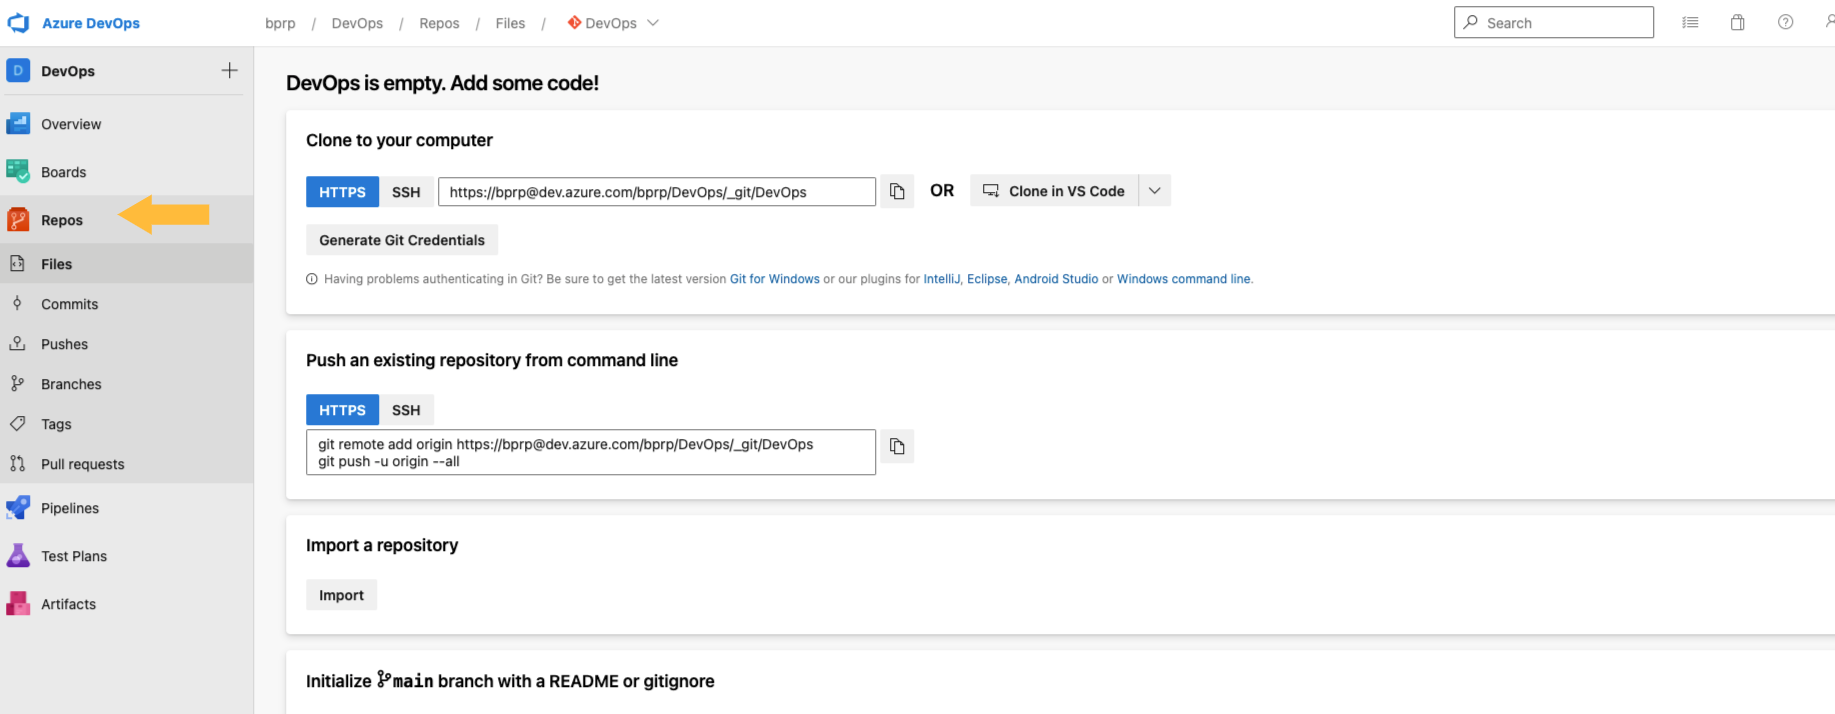 Azure DevOps
bprp / DevOps / Repos / Files / DevOps
Search
D DevOps
Overview
Boards
Repos
Files
Commits
Pushes
Branches
Tags
Pull requests
Pipelines
Test Plans
Artifacts
DevOps is empty. Add some code!
Clone to your computer
HTTPS SSH https://bprp@dev.azure.com/bprp/DevOps/_git/DevOps OR Clone in VS Code
Generate Git Credentials
Having problems authenticating in Git? Be sure to get the latest version Git for Windows or our plugins for IntelliJ, Eclipse, Android Studio or Windows command line.
Push an existing repository from command line
HTTPS SSH
git remote add origin https://bprp@dev.azure.com/bprp/DevOps/_git/DevOps
git push -u origin --all
Import a repository
Import
Initialize main branch with a README or gitignore